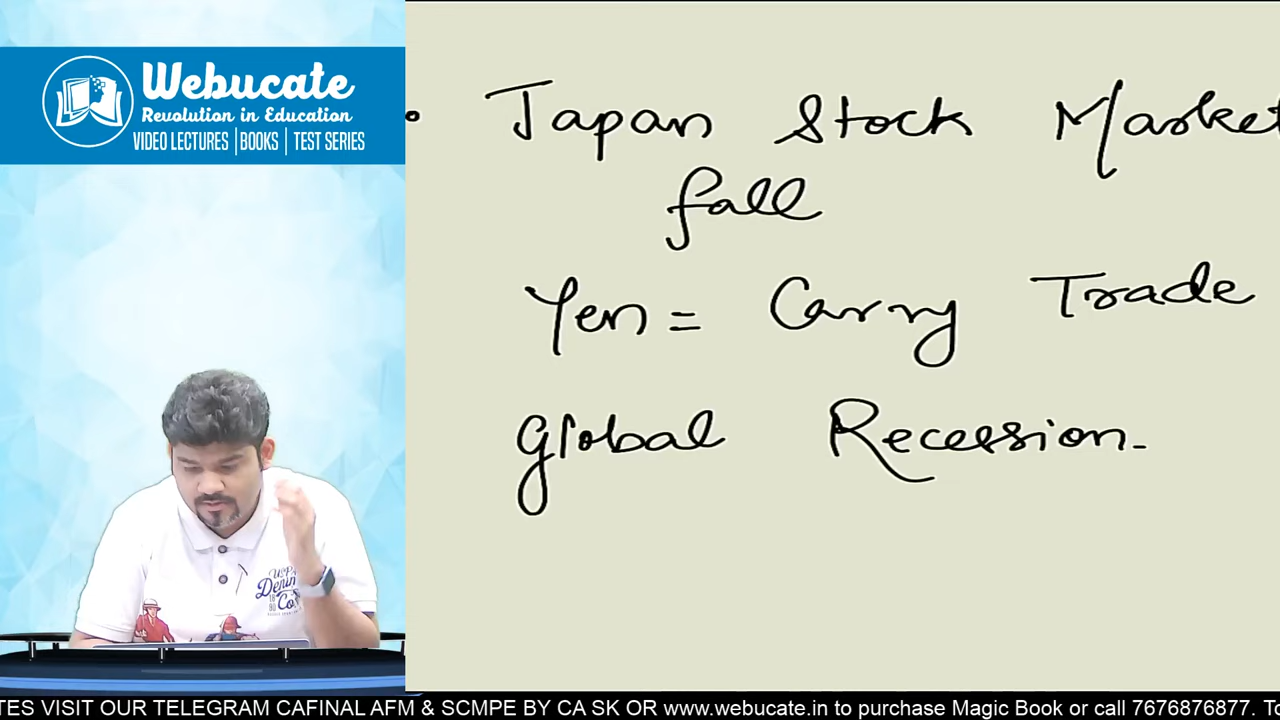 Webucate
Revolution in Education
VIDEO LECTURES | BOOKS | TEST SERIES
• Japan Stock Market
fall
Yen = Carry Trade
Global Recession.
TES VISIT OUR TELEGRAM CAFINAL AFM & SCMPE BY CA SK OR www.webucate.in to purchase Magic Book or call 7676876877. To